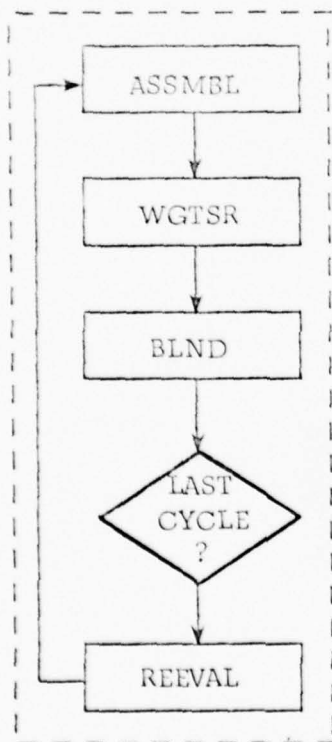 ASSMBL
WGTSR
BLND
LAST
CYCLE
?
REEVAL